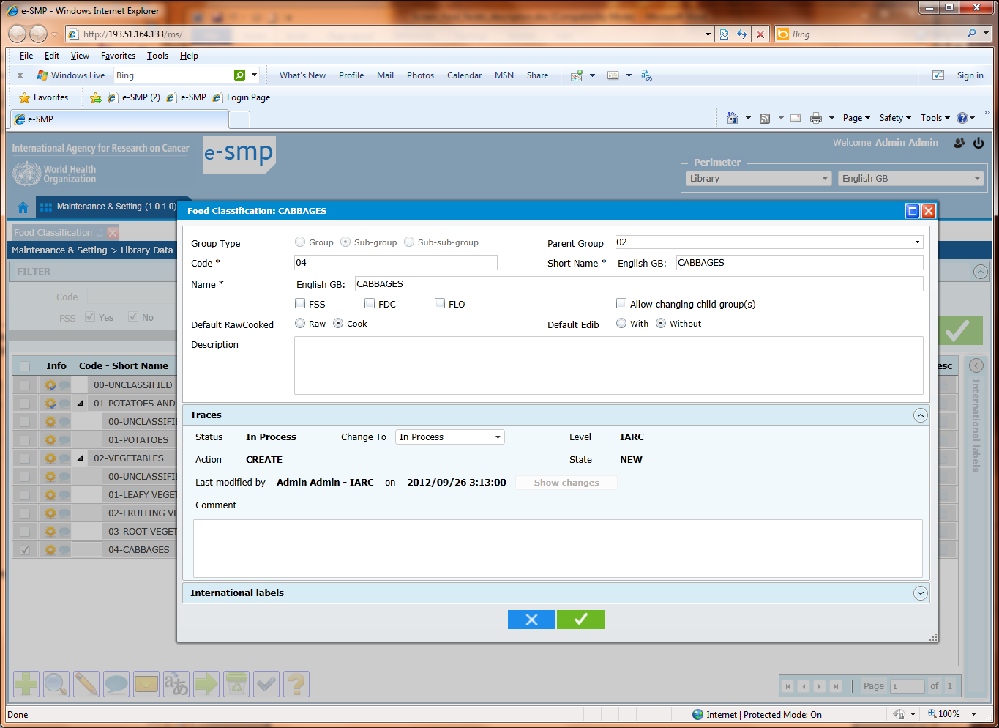 e-SMP - Windows Internet Explorer
http://193.51.164.133/ms/
Bing
File Edit View Favorites Tools Help
Windows Live Bing What's New Profile Mail Photos Calendar MSN Share Sign in
Favorites e-SMP (2) e-SMP Login Page
e-SMP Page Safety Tools
International Agency for Research on Cancer
World Health
Organization
e-smp
Welcome Admin Admin
Perimeter
Library English GB
Maintenance & Setting (1.0.1.0)
Food Classification
Maintenance & Setting > Library Data
FILTER
Code
FSS Yes No
Info Code - Short Name esc
00-UNCLASSIFIED
01-POTATOES AND
00-UNCLASSIFI
01-POTATOES
02-VEGETABLES
00-UNCLASSIFI
01-LEAFY VEGET
02-FRUITING VE
03-ROOT VEGET
04-CABBAGES
International labels
Food Classification: CABBAGES
Group Type Group Sub-group Sub-sub-group Parent Group 02
Code * 04 Short Name * English GB: CABBAGES
Name * English GB: CABBAGES
FSS FDC FLO Allow changing child group(s)
Default RawCooked Raw Cook Default Edib With Without
Description
Traces
Status In Process Change To In Process Level IARC
Action CREATE State NEW
Last modified by Admin Admin - IARC on 2012/09/26 3:13:00 Show changes
Comment
International labels
Page 1 of 1
Done Internet | Protected Mode: On 100%